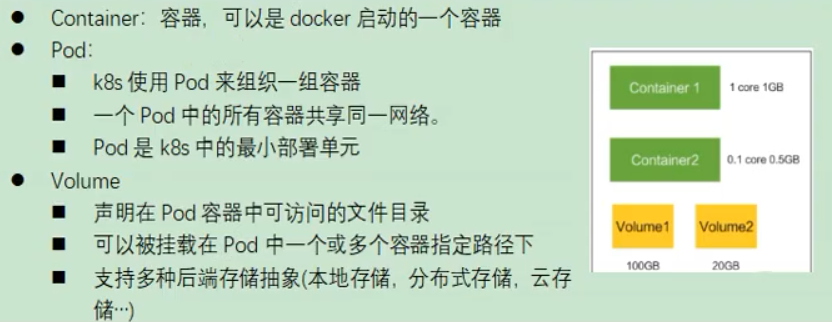 ● Container：容器，可以是 docker 启动的一个容器
● Pod：
■ k8s 使用 Pod 来组织一组容器
■ 一个 Pod 中的所有容器共享同一网络。
■ Pod 是 k8s 中的最小部署单元
● Volume
■ 声明在 Pod 容器中可访问的文件目录
■ 可以被挂载在 Pod 中一个或多个容器指定路径下
■ 支持多种后端存储抽象(本地存储，分布式存储，云存
储…)
Container 1 1 core 1GB
Container2 0.1 core 0.5GB
Volume1 Volume2
100GB 20GB